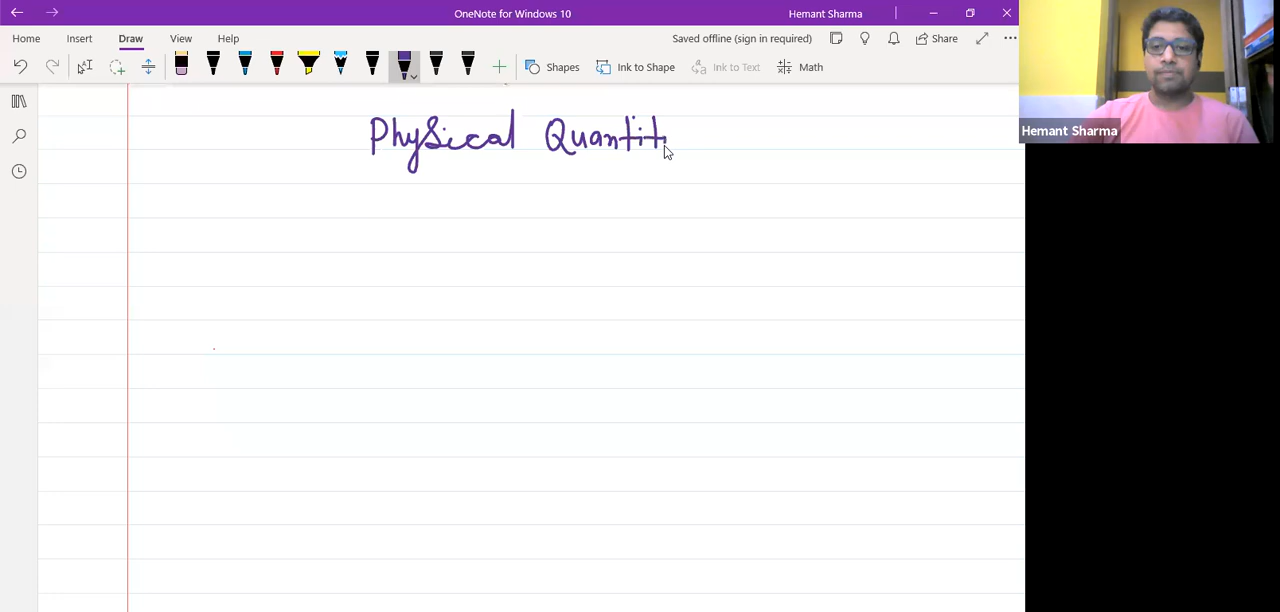 OneNote for Windows 10
Hemant Sharma
Home Insert Draw View Help
Saved offline (sign in required)
Share
Shapes
Ink to Shape
Ink to Text
Math
Hemant Sharma
Physical Quantit